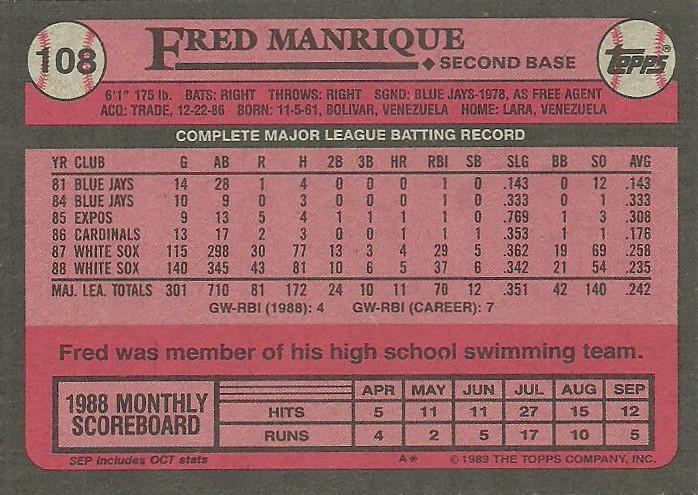 108
FRED MANRIQUE
◆ SECOND BASE
TOPPS®
6'1" 175 lb. BATS: RIGHT THROWS: RIGHT SGND: BLUE JAYS-1978, AS FREE AGENT
ACQ: TRADE, 12-22-86 BORN: 11-5-61, BOLIVAR, VENEZUELA HOME: LARA, VENEZUELA
COMPLETE MAJOR LEAGUE BATTING RECORD
YR CLUB G AB R H 2B 3B HR RBI SB SLG BB SO AVG
81 BLUE JAYS 14 28 1 4 0 0 0 1 0 .143 0 12 .143
84 BLUE JAYS 10 9 0 3 0 0 0 1 0 .333 0 1 .333
85 EXPOS 9 13 5 4 1 1 1 1 0 .769 1 3 .308
86 CARDINALS 13 17 2 3 0 0 1 1 1 .353 1 1 .176
87 WHITE SOX 115 298 30 77 13 3 4 29 5 .362 19 69 .258
88 WHITE SOX 140 345 43 81 10 6 5 37 6 .342 21 54 .235
MAJ. LEA. TOTALS 301 710 81 172 24 10 11 70 12 .351 42 140 .242
GW-RBI (1988): 4 GW-RBI (CAREER): 7
Fred was member of his high school swimming team.
1988 MONTHLY SCOREBOARD
APR MAY JUN JUL AUG SEP
HITS 5 11 11 27 15 12
RUNS 4 2 5 17 10 5
SEP includes OCT stats A* © 1989 THE TOPPS COMPANY, INC.